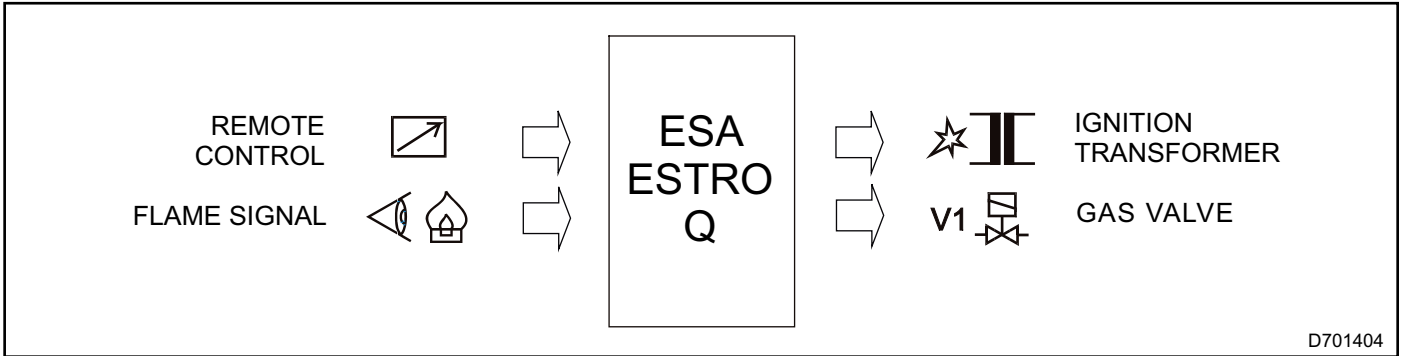 REMOTE
CONTROL
FLAME SIGNAL
ESA
ESTRO
Q
IGNITION
TRANSFORMER
V1
GAS VALVE
D701404